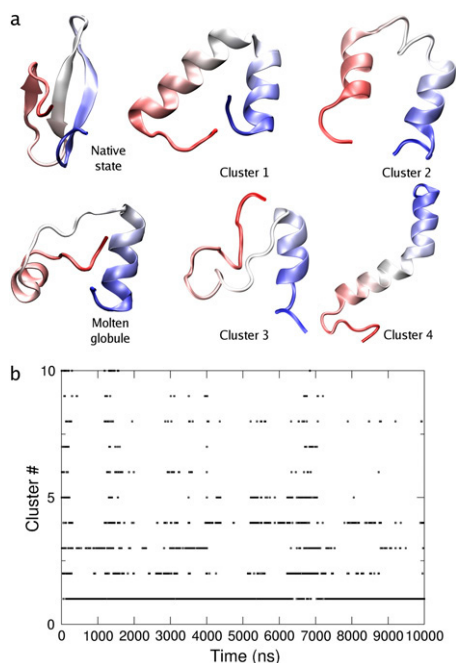 a
Native
state
Cluster 1
Cluster 2
Molten
globule
Cluster 3
Cluster 4
b
10
5
0
Cluster #
0 1000 2000 3000 4000 5000 6000 7000 8000 9000 10000
Time (ns)